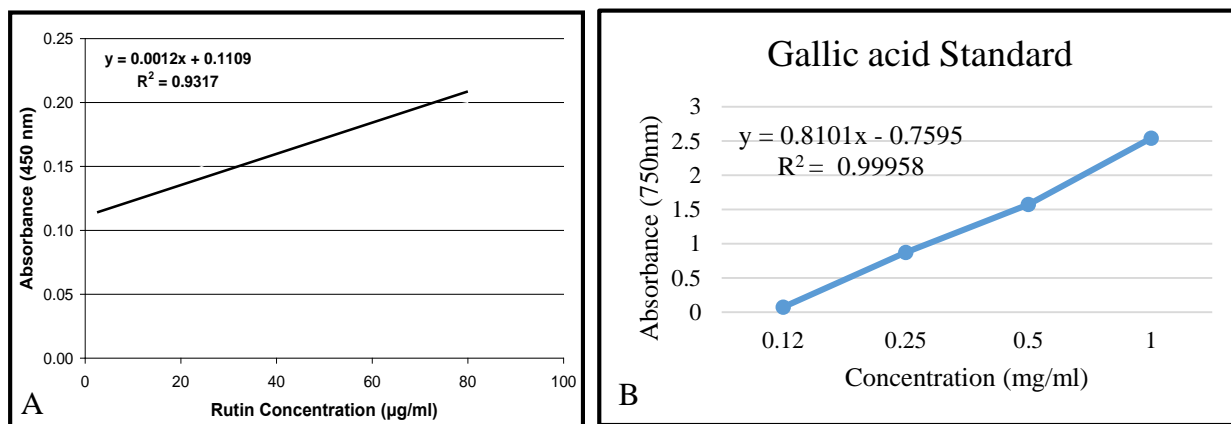 y = 0.0012x + 0.1109
R² = 0.9317
Absorbance (450 nm)
0.25
0.20
0.15
0.10
0.05
0.00
0 20 40 60 80 100
Rutin Concentration (µg/ml)
A
Gallic acid Standard
y = 0.8101x - 0.7595
R² = 0.99958
Absorbance (750nm)
3
2.5
2
1.5
1
0.5
0
0.12 0.25 0.5 1
Concentration (mg/ml)
B